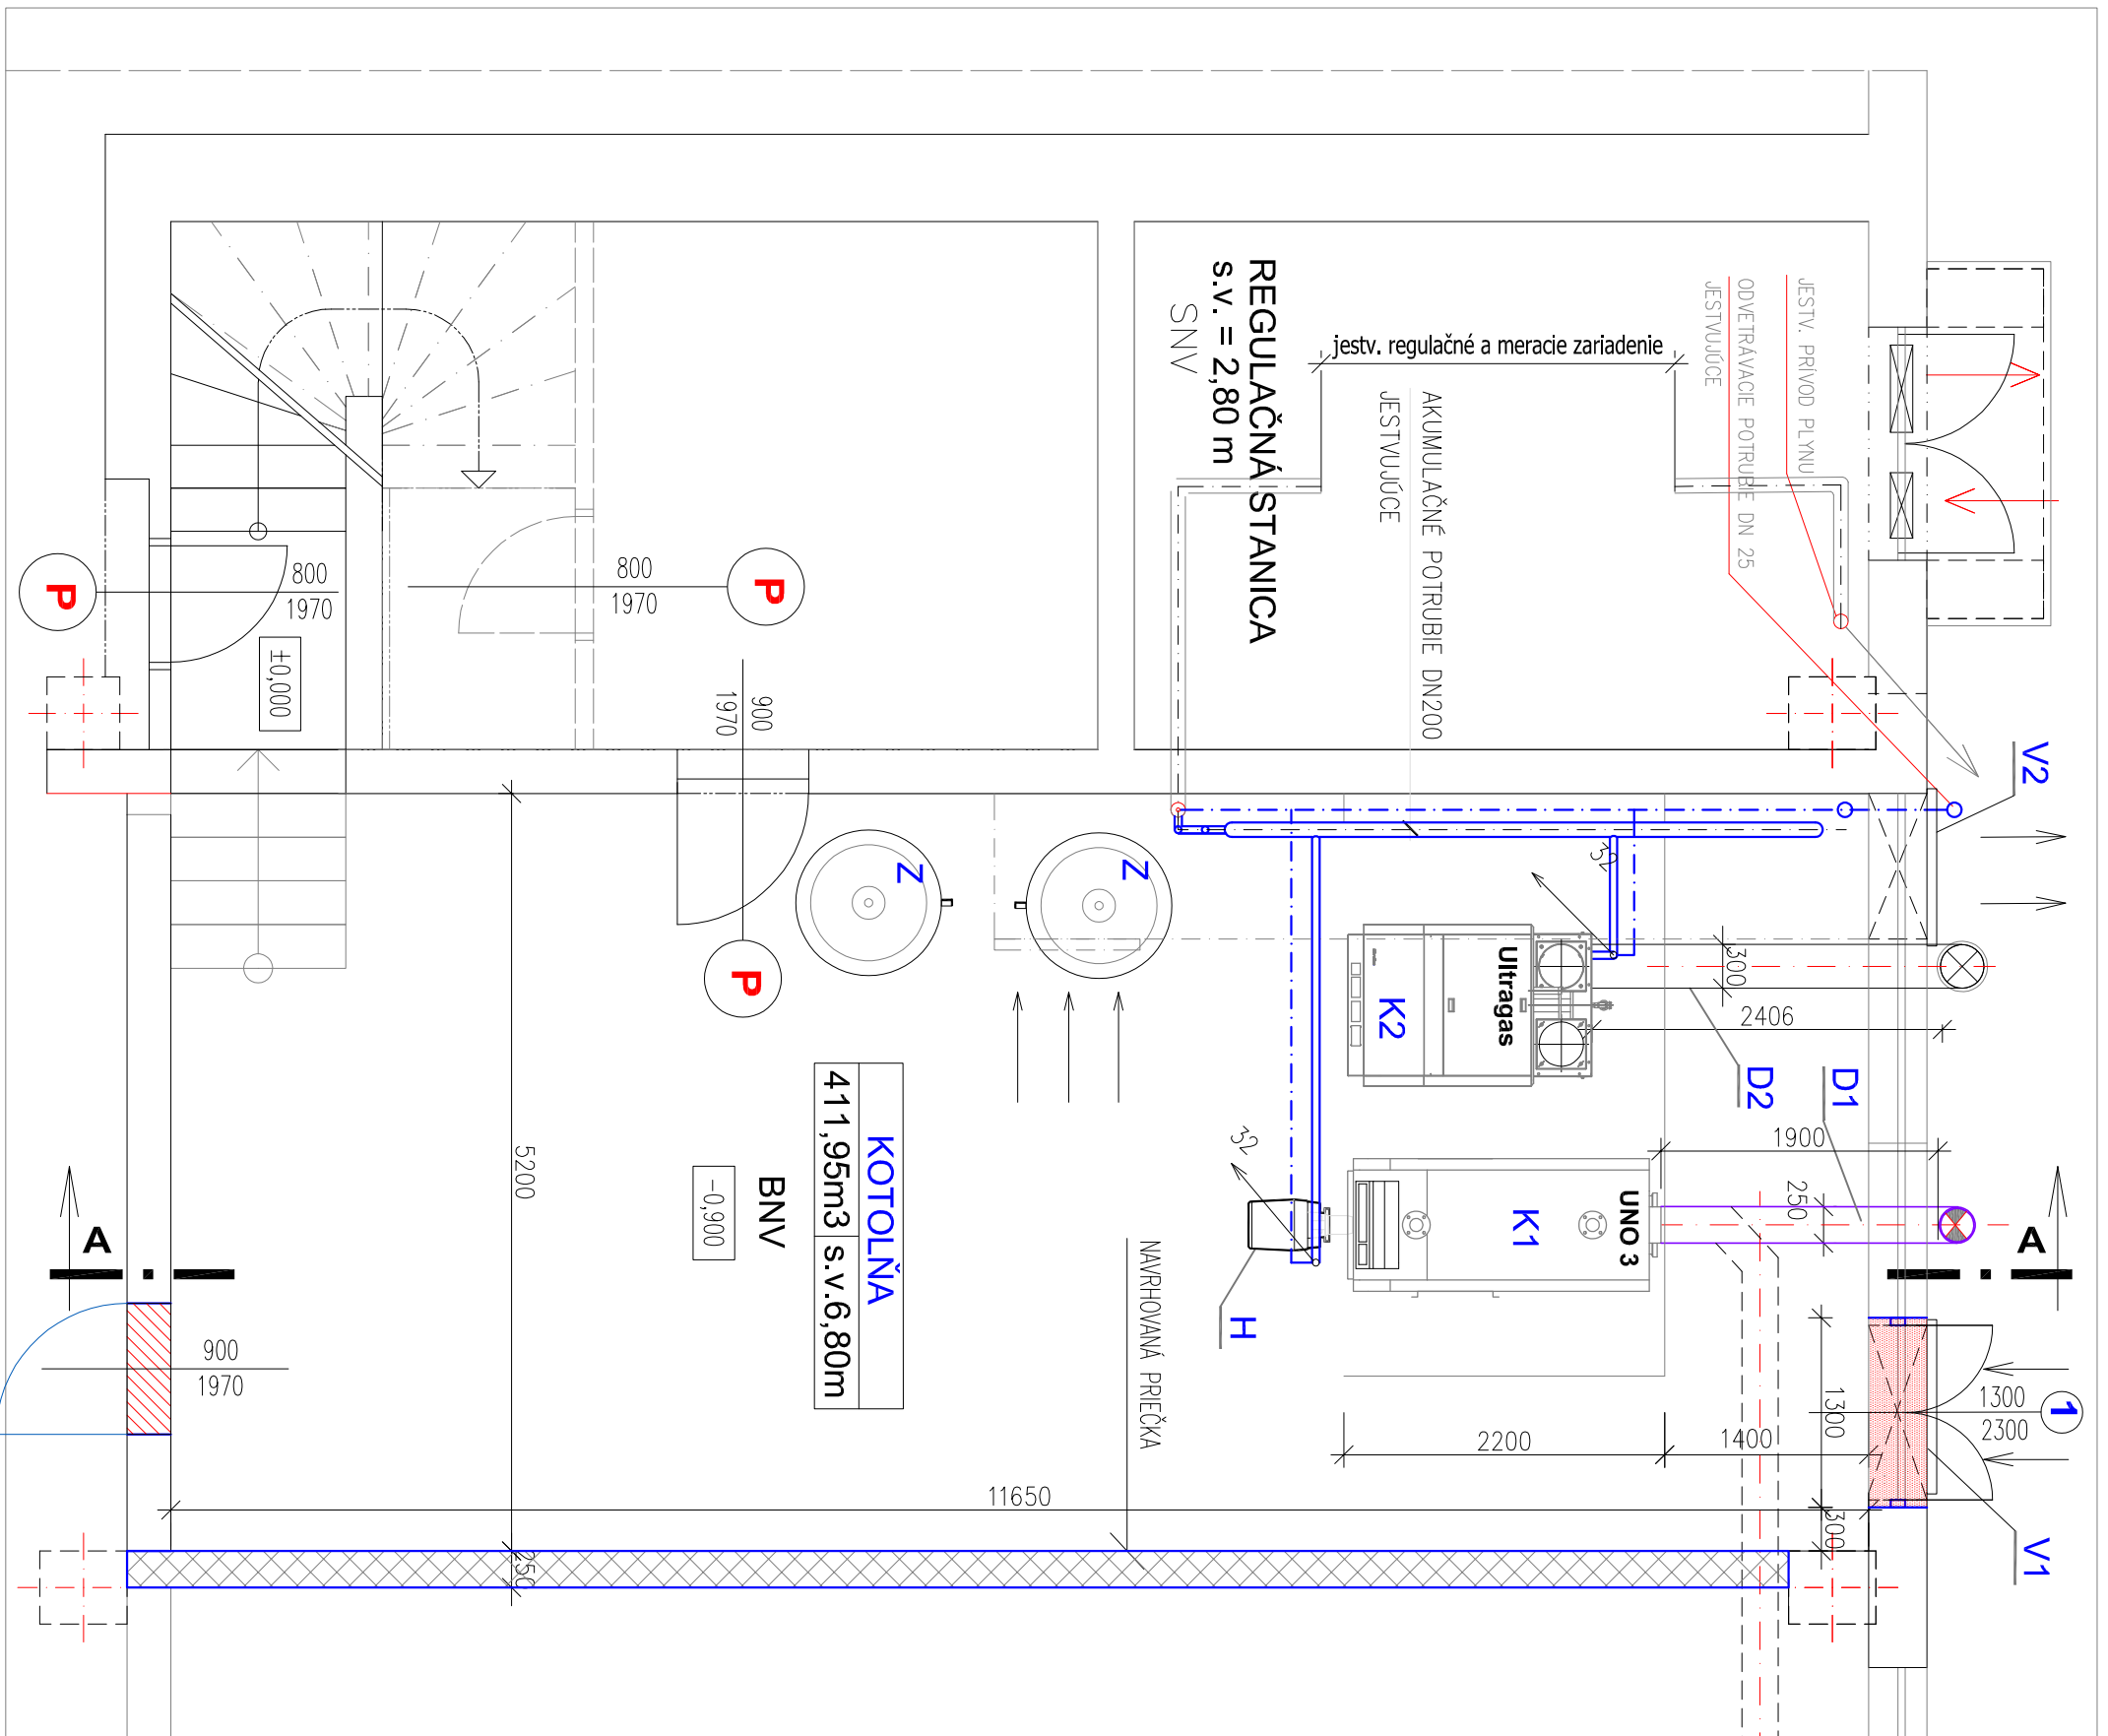 REGULAČNÁ STANICA
s.v. = 2,80 m
SNV
jestv. regulačné a meracie zariadenie
AKUMULAČNÉ POTRUBIE DN200
JESTVUJÚCE
JESTV. PRÍVOD PLYNU
ODVETRÁVACIE POTRUBIE DN 25
JESTVUJÚCE
V2
P
800
1970
±0,000
800
1970
P
900
1970
P
Z
Z
32
Ultragas
K2
300
2406
D2
D1
1900
250
UNO 3
K1
32
H
KOTOLŇA
411,95m3 s.v.6,80m
BNV
-0,900
5200
NAVRHOVANÁ PRIEČKA
A
A
900
1970
1300
2300
1
1300
2200
1400
11650
300
250
V1